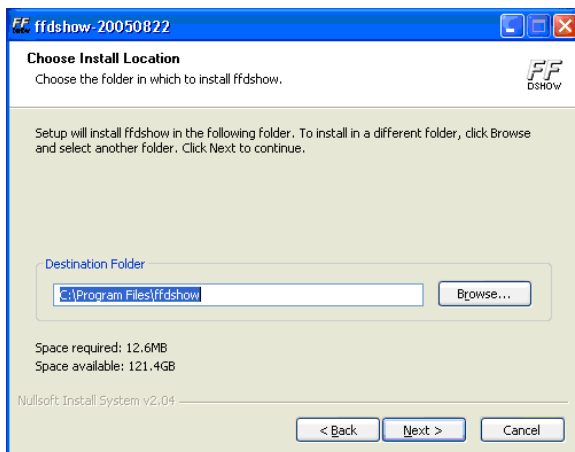 FF ffdshow-20050822
Choose Install Location
Choose the folder in which to install ffdshow.
FF
DSHOW
Setup will install ffdshow in the following folder. To install in a different folder, click Browse
and select another folder. Click Next to continue.
Destination Folder
C:\Program Files\ffdshow
Browse...
Space required: 12.6MB
Space available: 121.4GB
Nullsoft Install System v2.04
< Back
Next >
Cancel